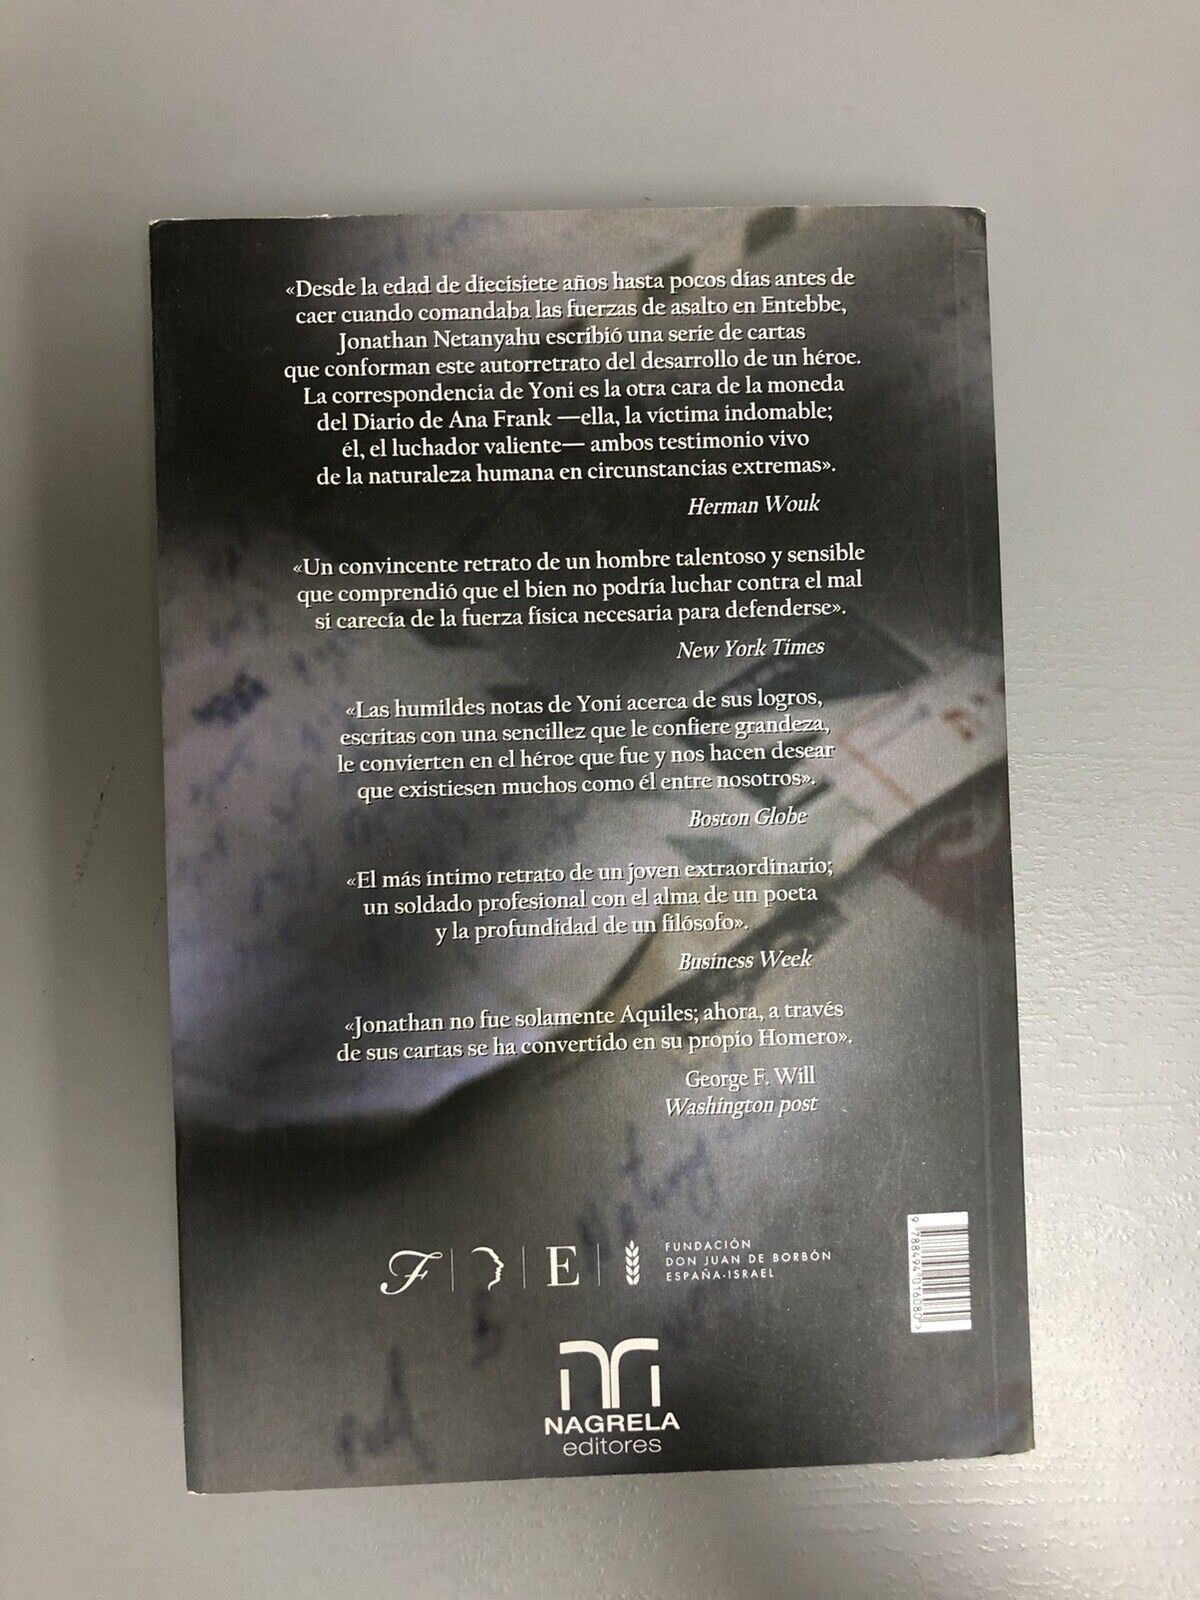 «Desde la edad de diecisiete años hasta pocos días antes de
caer cuando comandaba las fuerzas de asalto en Entebbe,
Jonathan Netanyahu escribió una serie de cartas
que conforman este autorretrato del desarrollo de un héroe.
La correspondencia de Yoni es la otra cara de la moneda
del Diario de Ana Frank —ella, la víctima indomable;
él, el luchador valiente— ambos testimonio vivo
de la naturaleza humana en circunstancias extremas».
Herman Wouk
«Un convincente retrato de un hombre talentoso y sensible
que comprendió que el bien no podría luchar contra el mal
si carecía de la fuerza física necesaria para defenderse».
New York Times
«Las humildes notas de Yoni acerca de sus logros,
escritas con una sencillez que le confiere grandeza,
le convierten en el héroe que fue y nos hacen desear
que existiesen muchos como él entre nosotros».
Boston Globe
«El más íntimo retrato de un joven extraordinario;
un soldado profesional con el alma de un poeta
y la profundidad de un filósofo».
Business Week
«Jonathan no fue solamente Aquiles; ahora, a través
de sus cartas se ha convertido en su propio Homero».
George F. Will
Washington post
F E
FUNDACIÓN
DON JUAN DE BORBÓN
ESPAÑA-ISRAEL
9 788494 016080 >
NAGRELA
editores